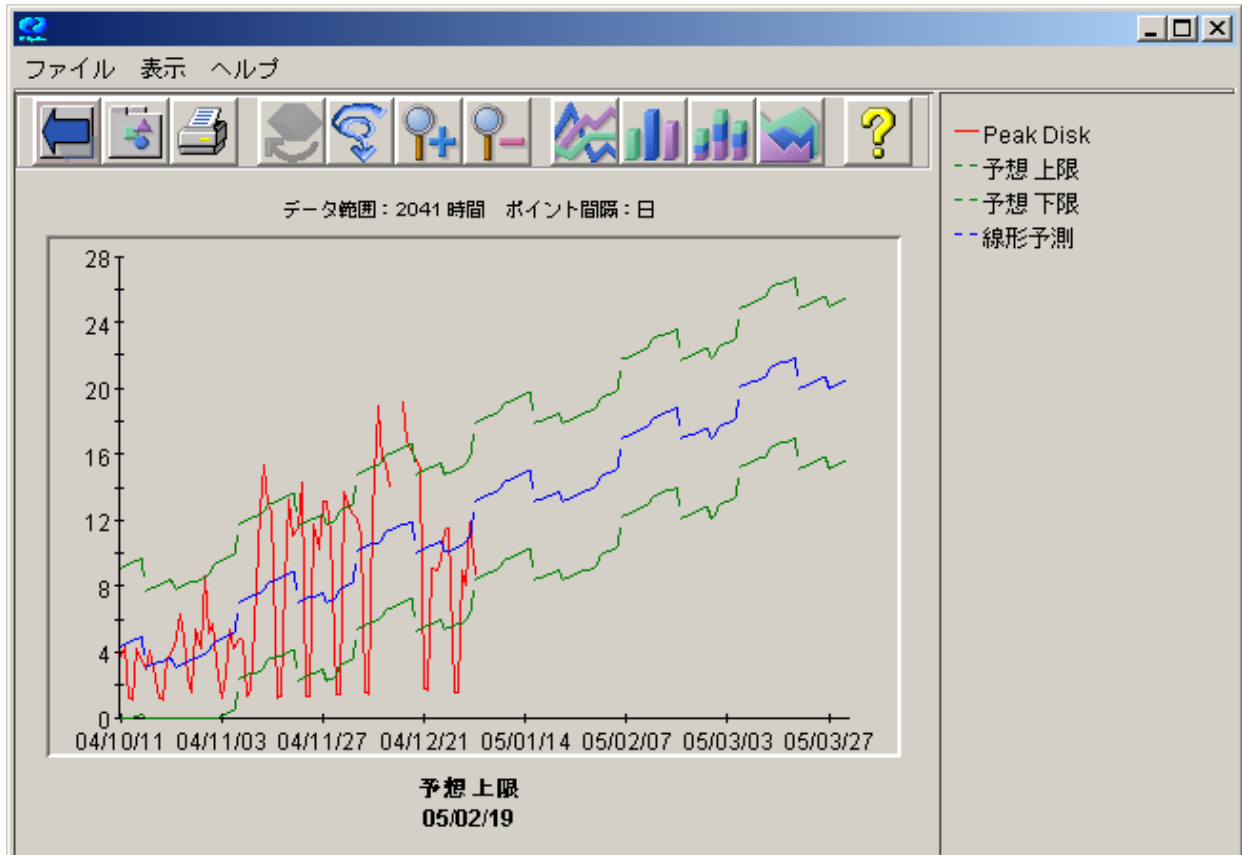 ファイル 表示 ヘルプ
Peak Disk
予想 上限
予想 下限
線形予測
データ範囲：2041 時間 ポイント間隔：日
28
24
20
16
12
8
4
0
04/10/11 04/11/03 04/11/27 04/12/21 05/01/14 05/02/07 05/03/03 05/03/27
予想 上限
05/02/19